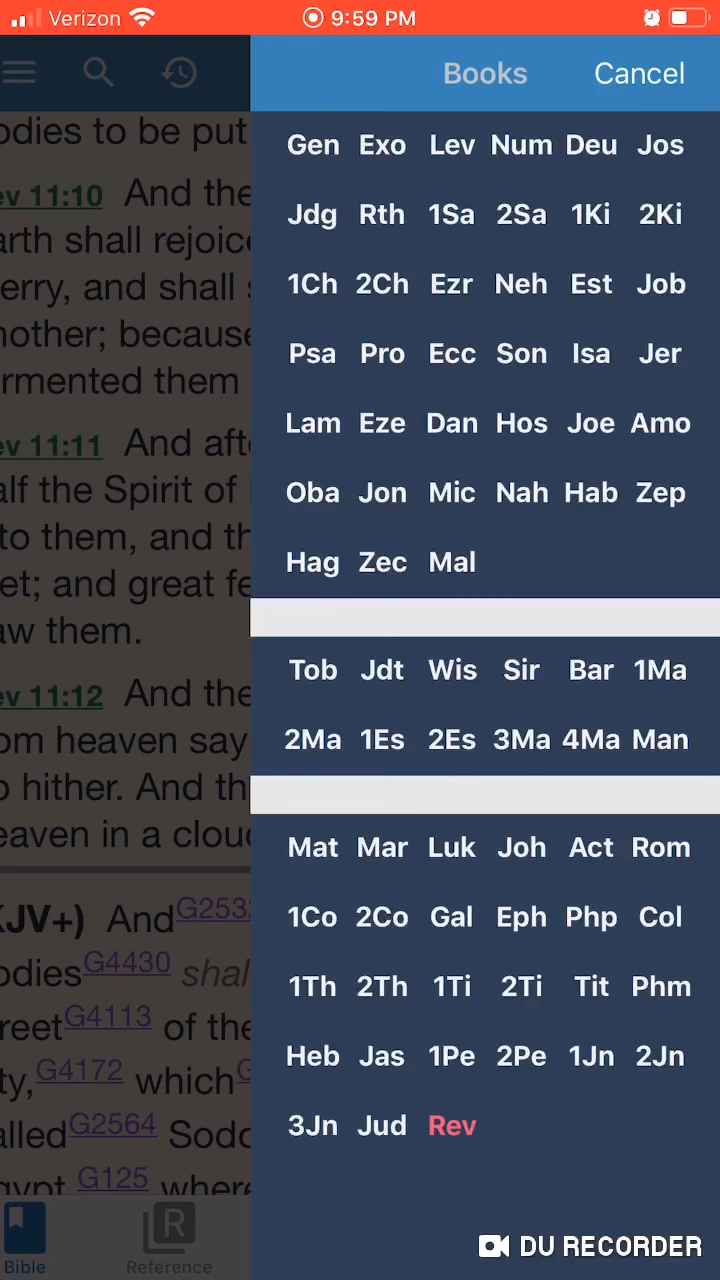 Verizon 9:59 PM
Books Cancel
odies to be put
ev 11:10 And the
arth shall rejoice
erry, and shall
nother; because
rmented them
ev 11:11 And afte
alf the Spirit of
to them, and th
et; and great fe
aw them.
ev 11:12 And the
om heaven say
o hither. And th
eaven in a clou
KJV+) And G2532
odies G4430 shal
reet G4113 of the
ty, G4172 which G
alled G2564 Sodo
gypt G125 where
Bible Reference
R
Gen Exo Lev Num Deu Jos
Jdg Rth 1Sa 2Sa 1Ki 2Ki
1Ch 2Ch Ezr Neh Est Job
Psa Pro Ecc Son Isa Jer
Lam Eze Dan Hos Joe Amo
Oba Jon Mic Nah Hab Zep
Hag Zec Mal
Tob Jdt Wis Sir Bar 1Ma
2Ma 1Es 2Es 3Ma 4Ma Man
Mat Mar Luk Joh Act Rom
1Co 2Co Gal Eph Php Col
1Th 2Th 1Ti 2Ti Tit Phm
Heb Jas 1Pe 2Pe 1Jn 2Jn
3Jn Jud Rev
DU RECORDER